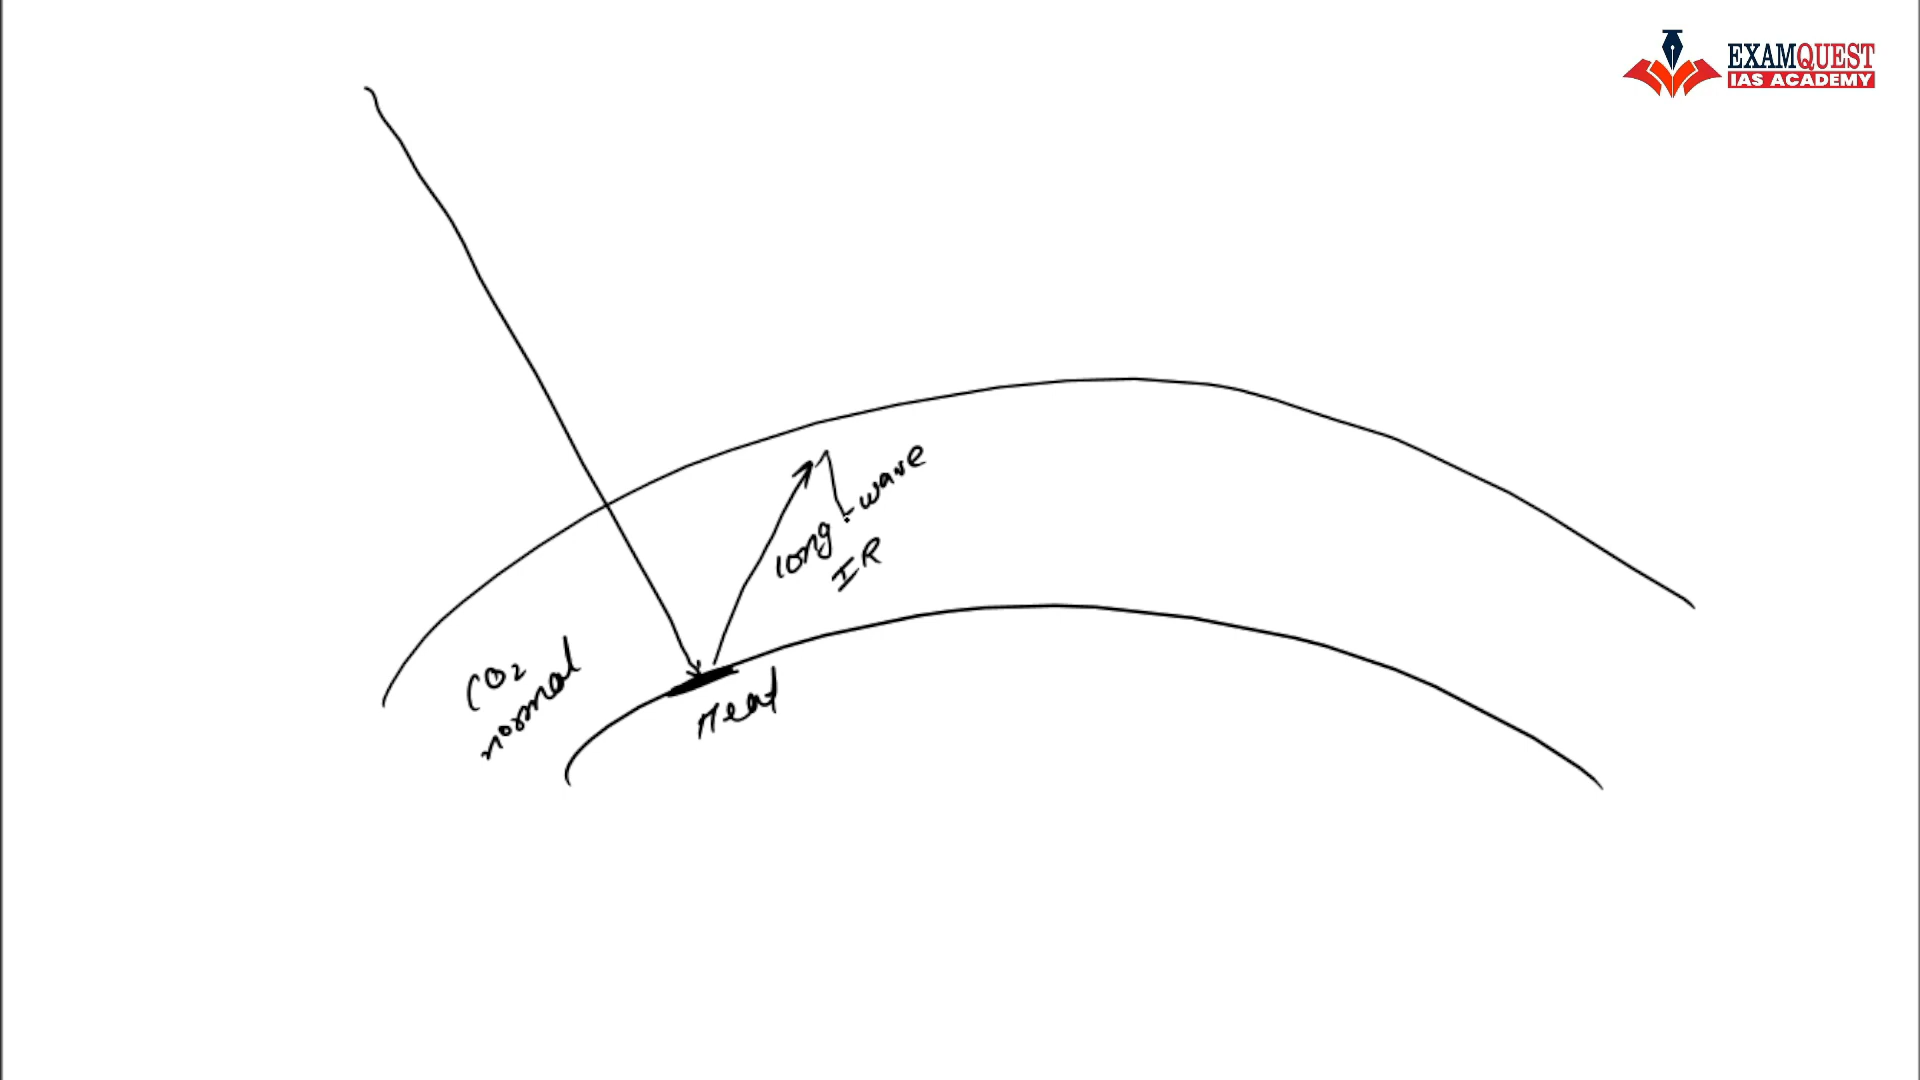 EXAMQUEST
IAS ACADEMY
long-wave
IR
CO2
normal
Heat